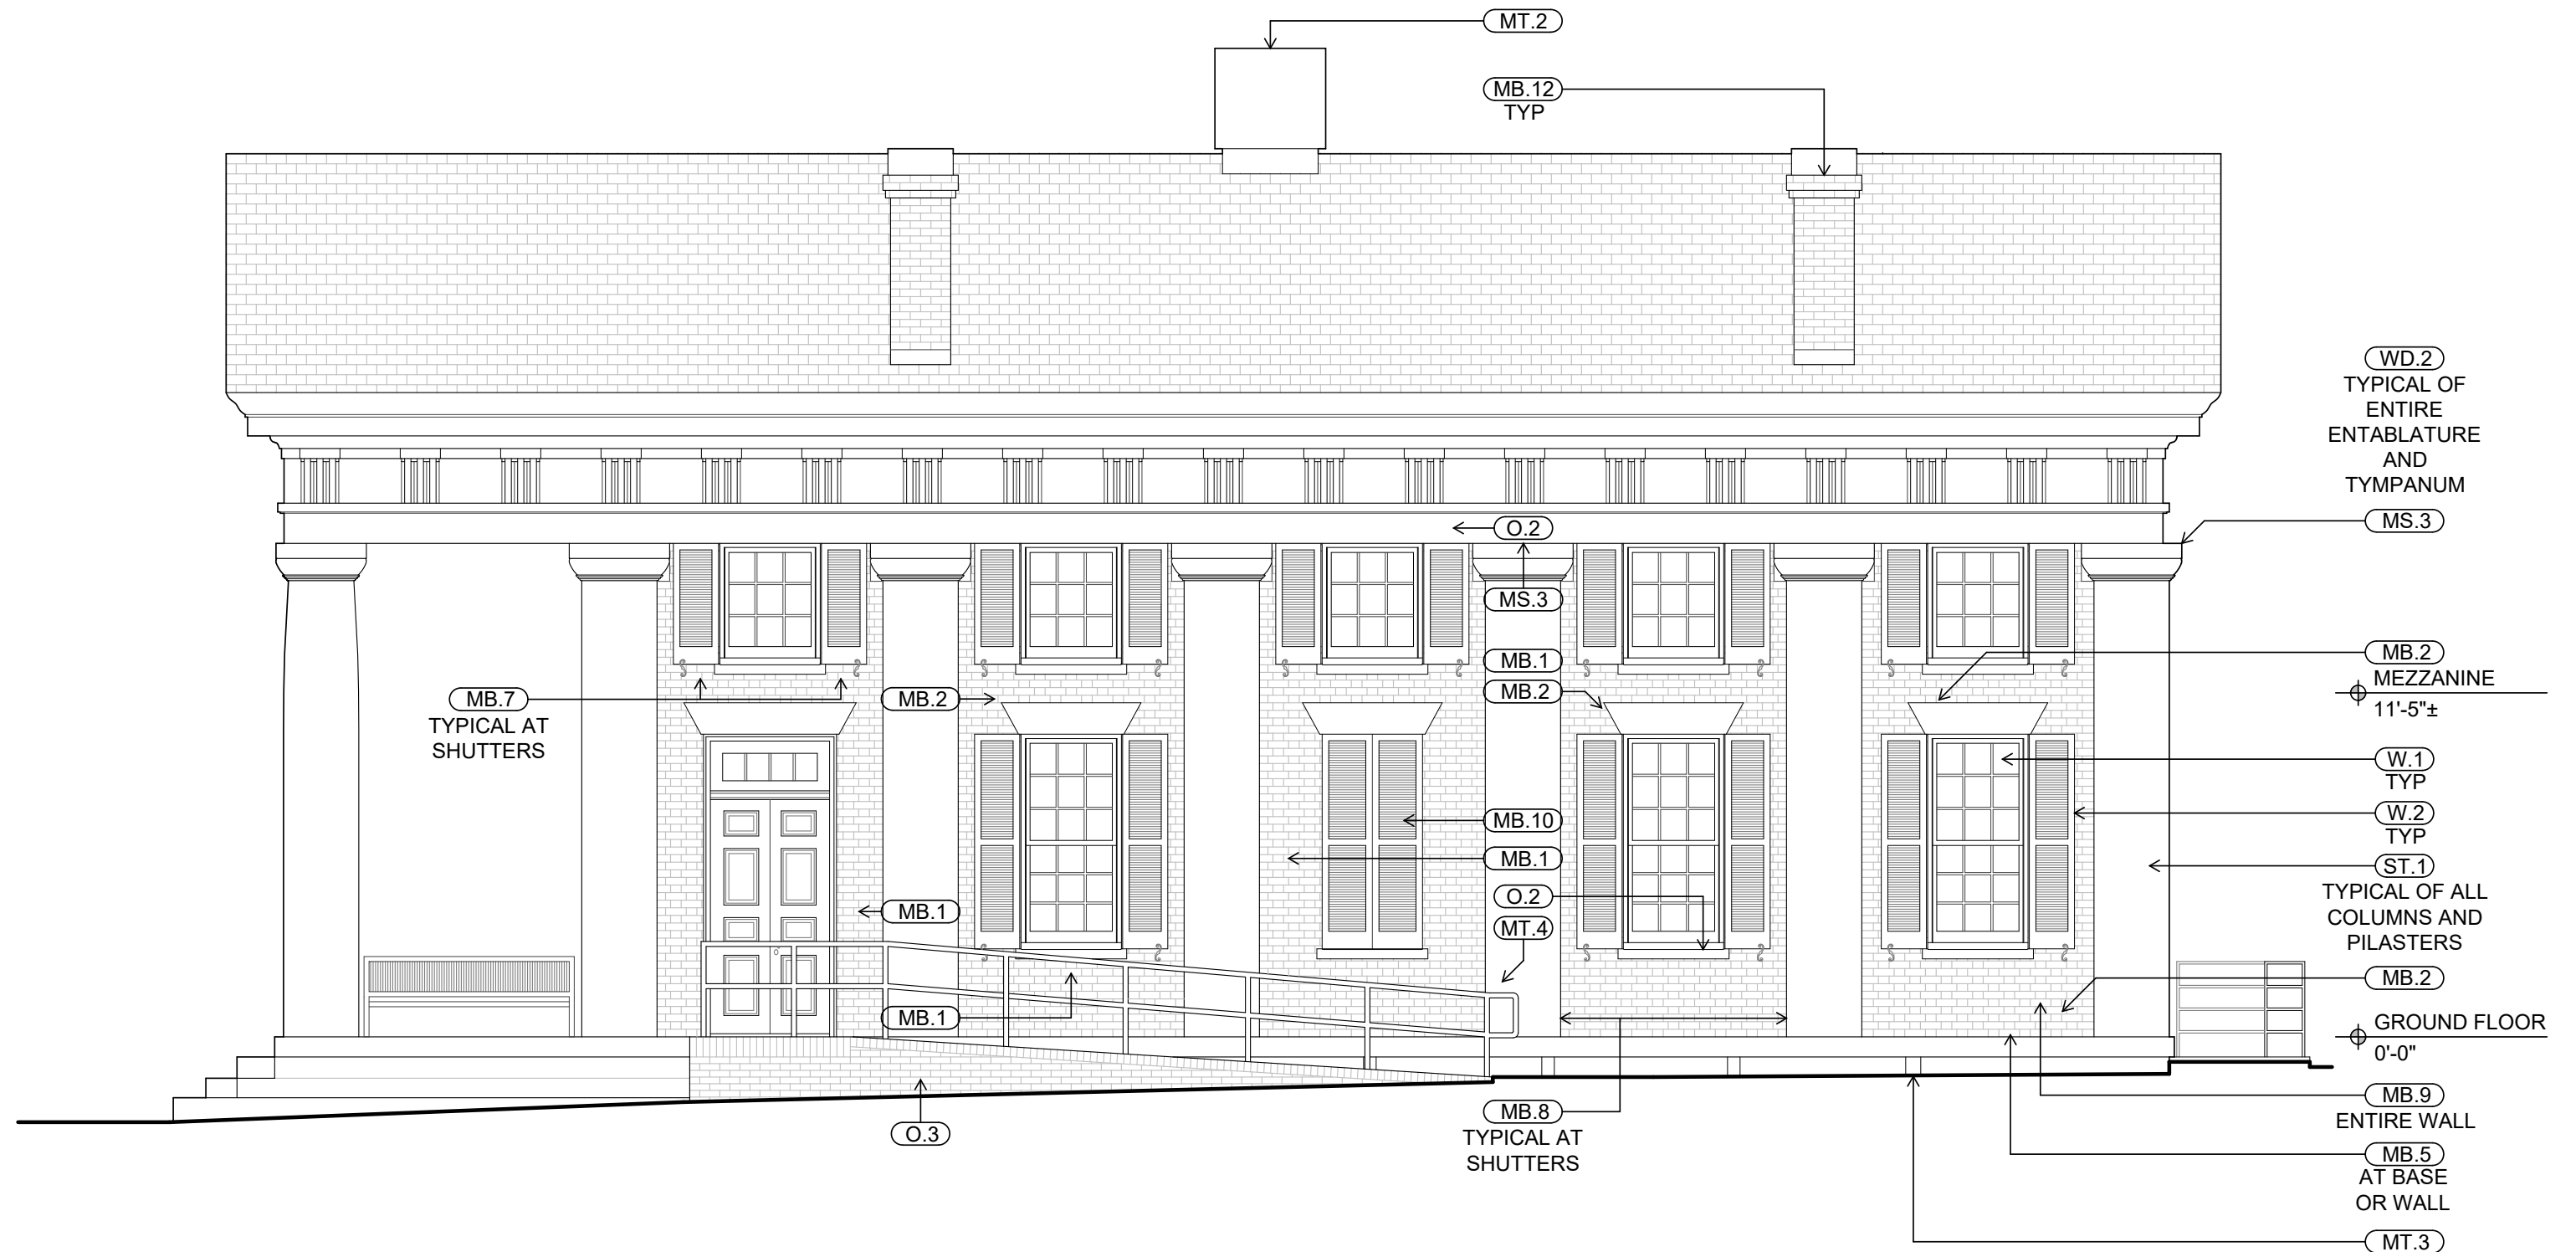 MT.2
MB.12
TYP
WD.2
TYPICAL OF
ENTIRE
ENTABLATURE
AND
TYMPANUM
MS.3
O.2
MS.3
MB.1
MB.2
MB.2
MEZZANINE
11'-5"±
MB.7
TYPICAL AT
SHUTTERS
MB.2
W.1
TYP
W.2
TYP
MB.10
MB.1
ST.1
TYPICAL OF ALL
COLUMNS AND
PILASTERS
O.2
MB.1
MT.4
MB.2
MB.1
GROUND FLOOR
0'-0"
MB.9
ENTIRE WALL
MB.8
TYPICAL AT
SHUTTERS
O.3
MB.5
AT BASE
OR WALL
MT.3